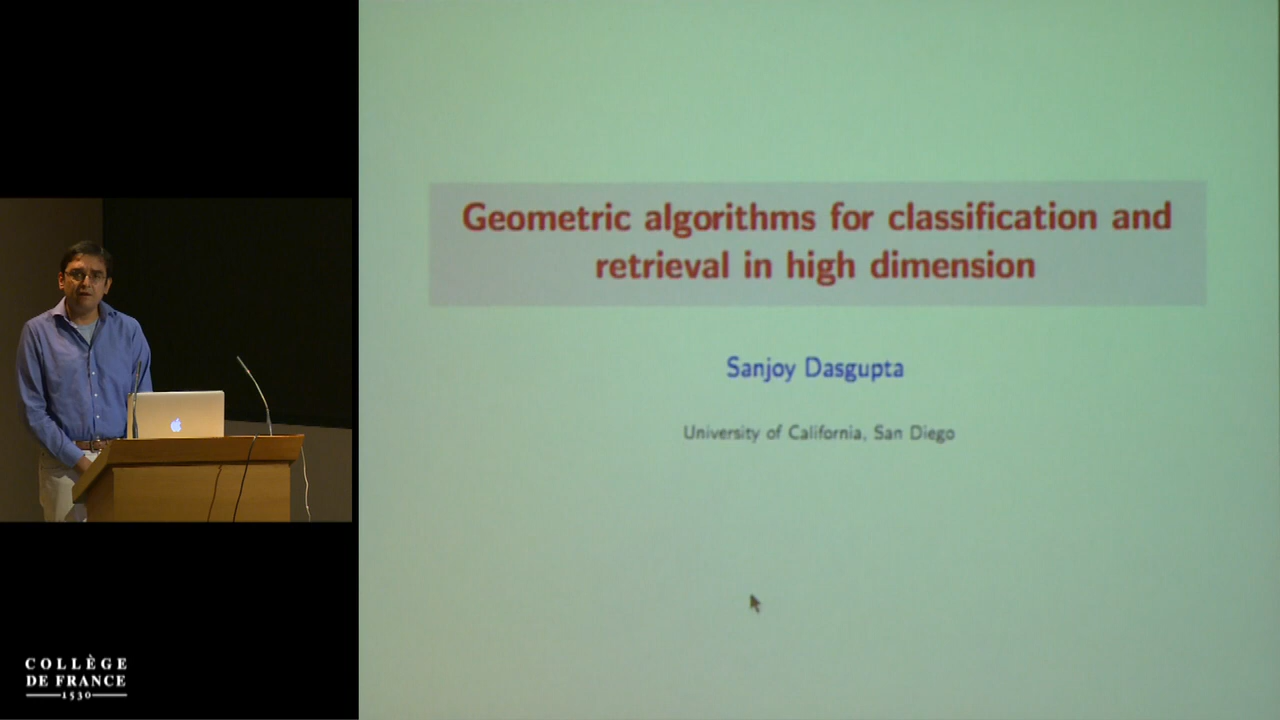 Geometric algorithms for classification and
retrieval in high dimension
Sanjoy Dasgupta
University of California, San Diego
COLLÈGE
DE FRANCE
1530